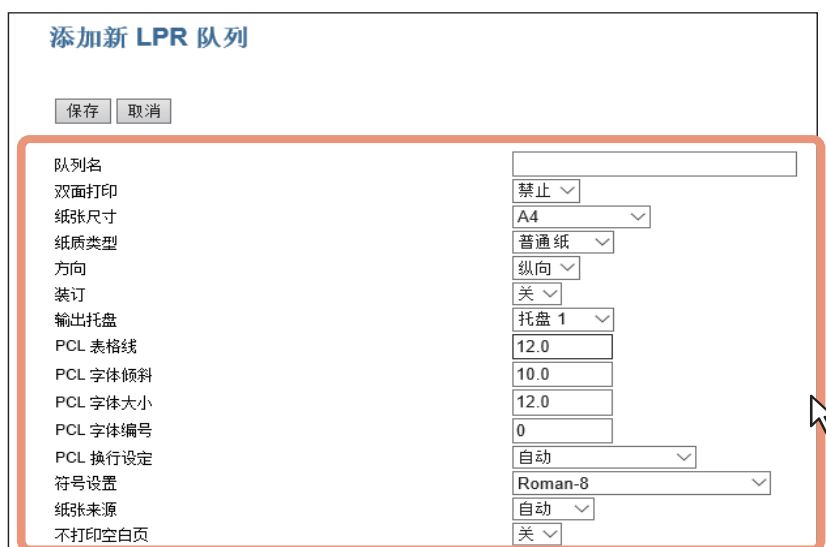 添加新 LPR 队列
保存 取消
队列名
双面打印 禁止
纸张尺寸 A4
纸质类型 普通纸
方向 纵向
装订 关
输出托盘 托盘 1
PCL 表格线 12.0
PCL 字体倾斜 10.0
PCL 字体大小 12.0
PCL 字体编号 0
PCL 换行设定 自动
符号设置 Roman-8
纸张来源 自动
不打印空白页 关